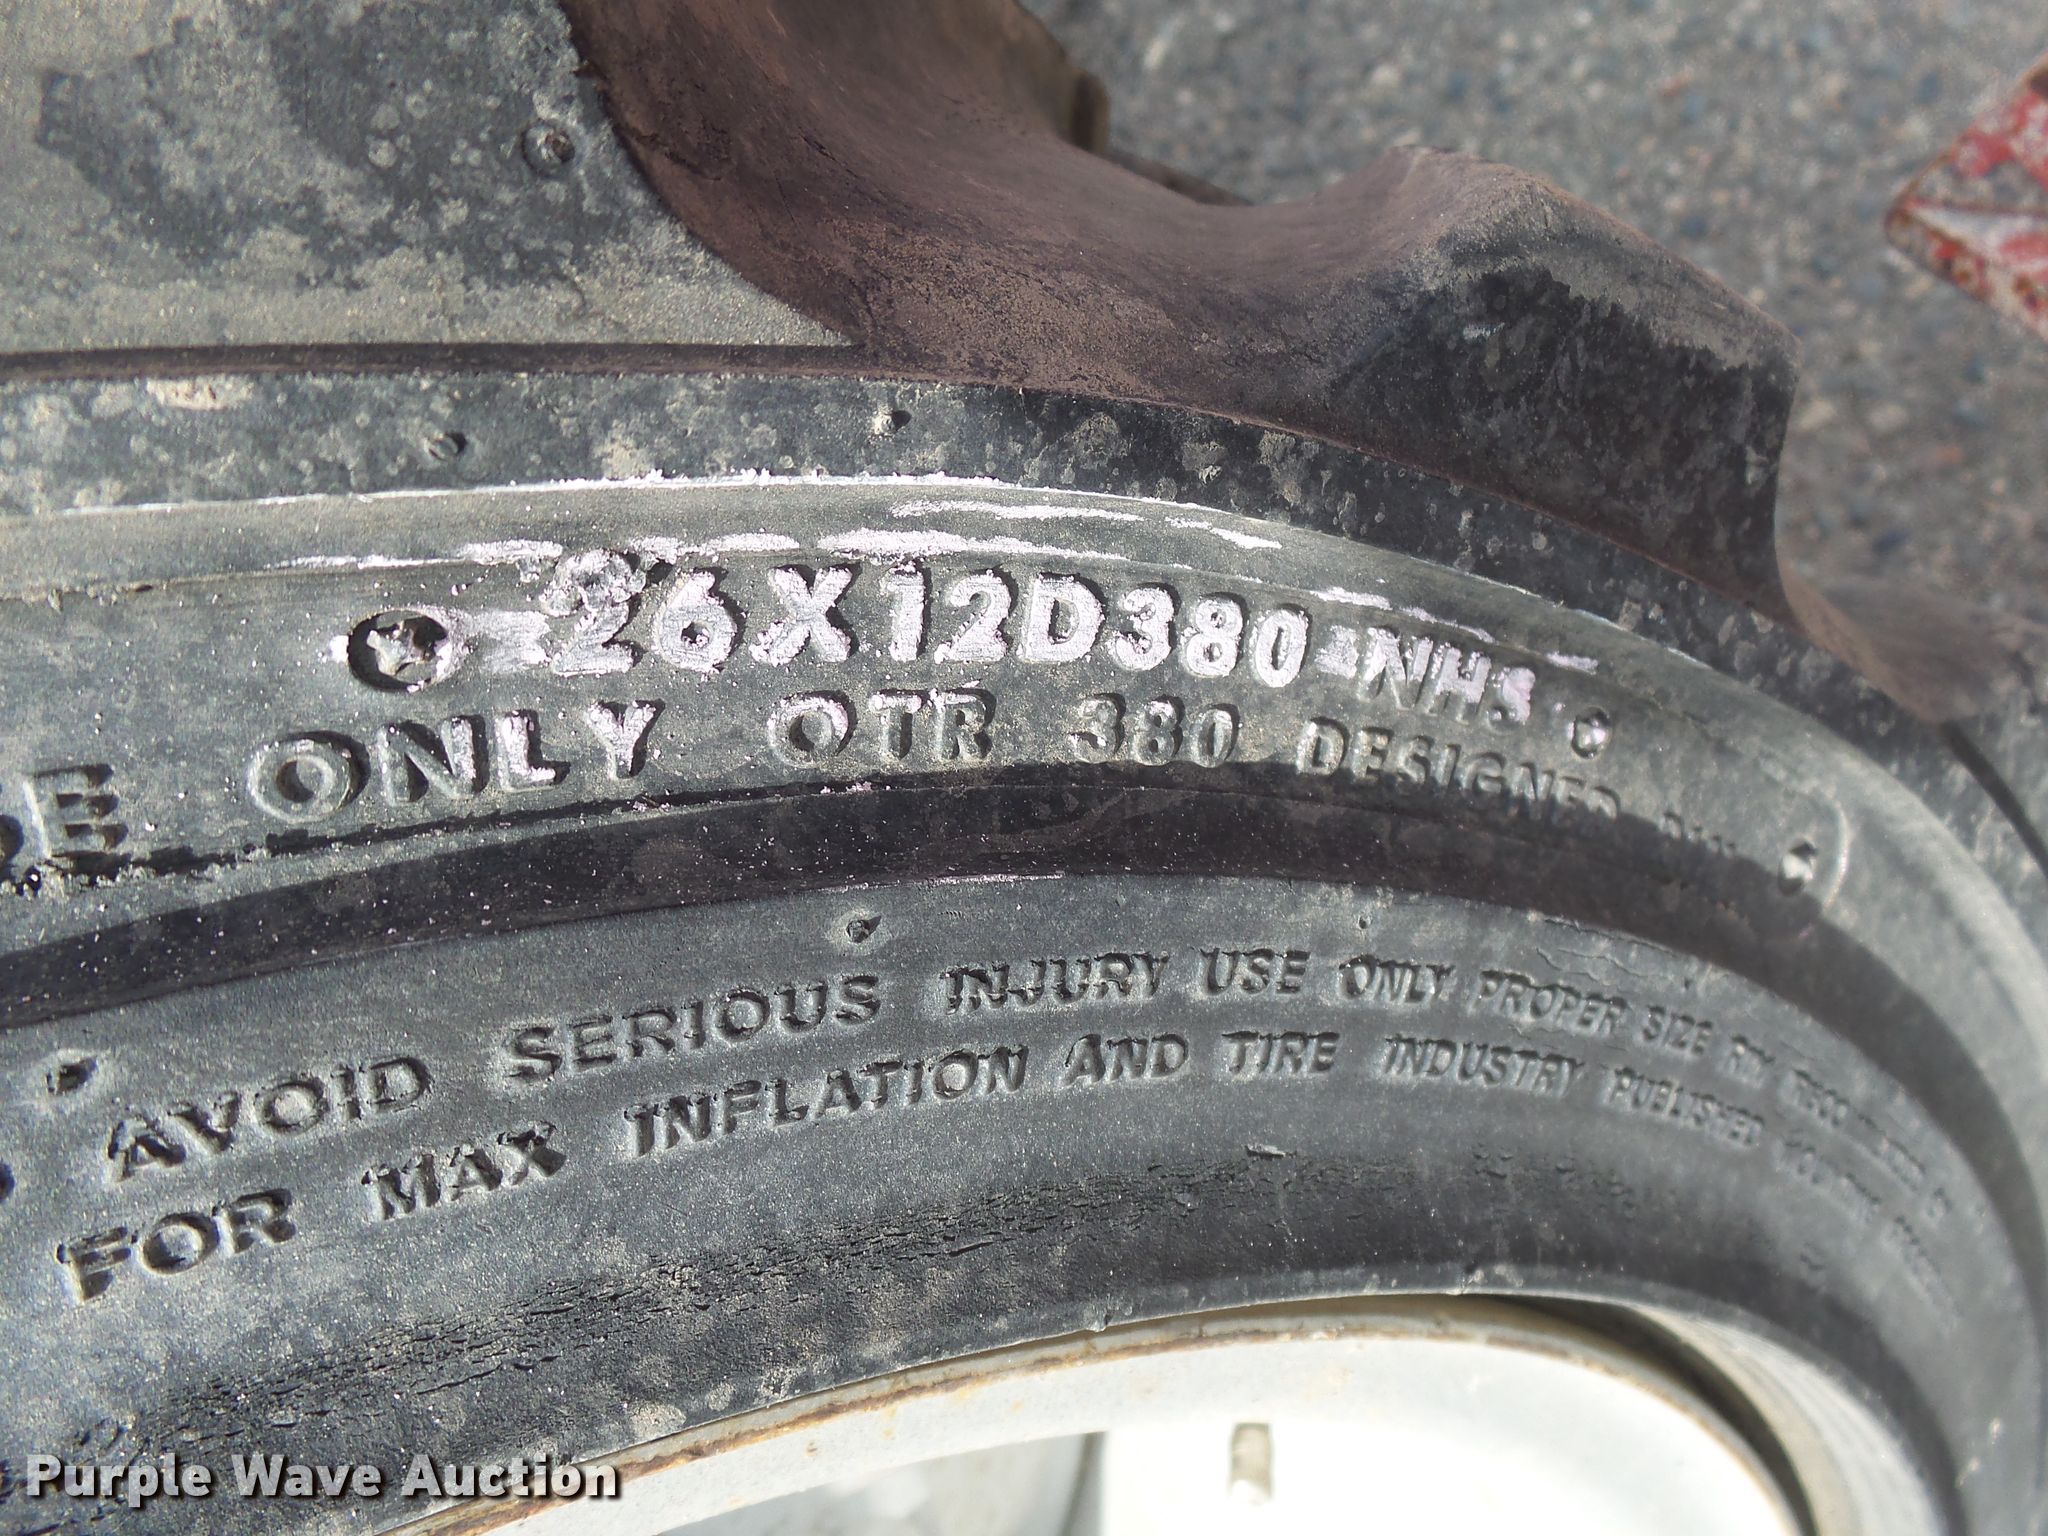 26X12D380 NHS
ONLY OTR 380 DESIGNED
AVOID SERIOUS INJURY USE ONLY PROPER SIZE RIM
FOR MAX INFLATION AND TIRE INDUSTRY PUBLISHED
Purple Wave Auction